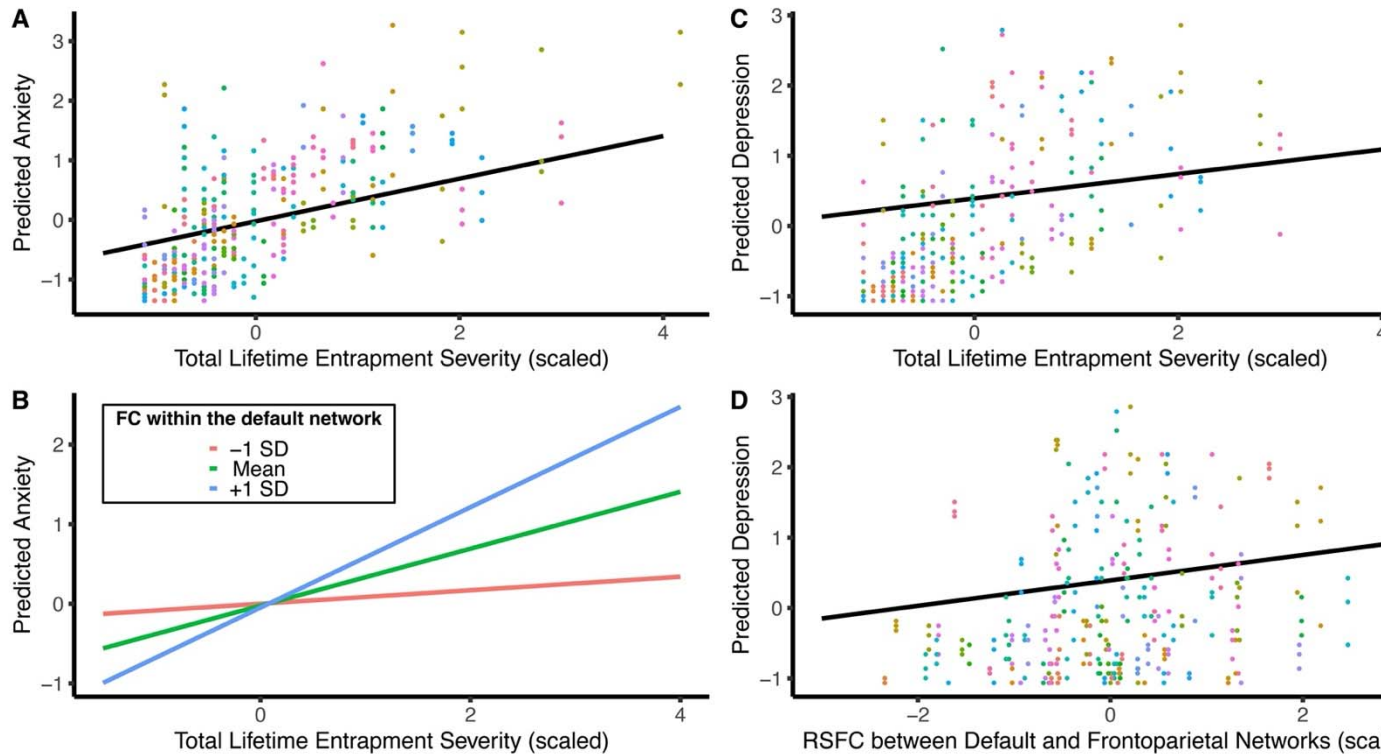 A
Predicted Anxiety
3
2
1
0
−1
0
2
4
Total Lifetime Entrapment Severity (scaled)
C
Predicted Depression
3
2
1
0
−1
0
2
4
Total Lifetime Entrapment Severity (scaled)
B
Predicted Anxiety
FC within the default network
−1 SD
Mean
+1 SD
2
1
0
−1
0
2
4
Total Lifetime Entrapment Severity (scaled)
D
Predicted Depression
3
2
1
0
−1
−2
0
2
RSFC between Default and Frontoparietal Networks (sca